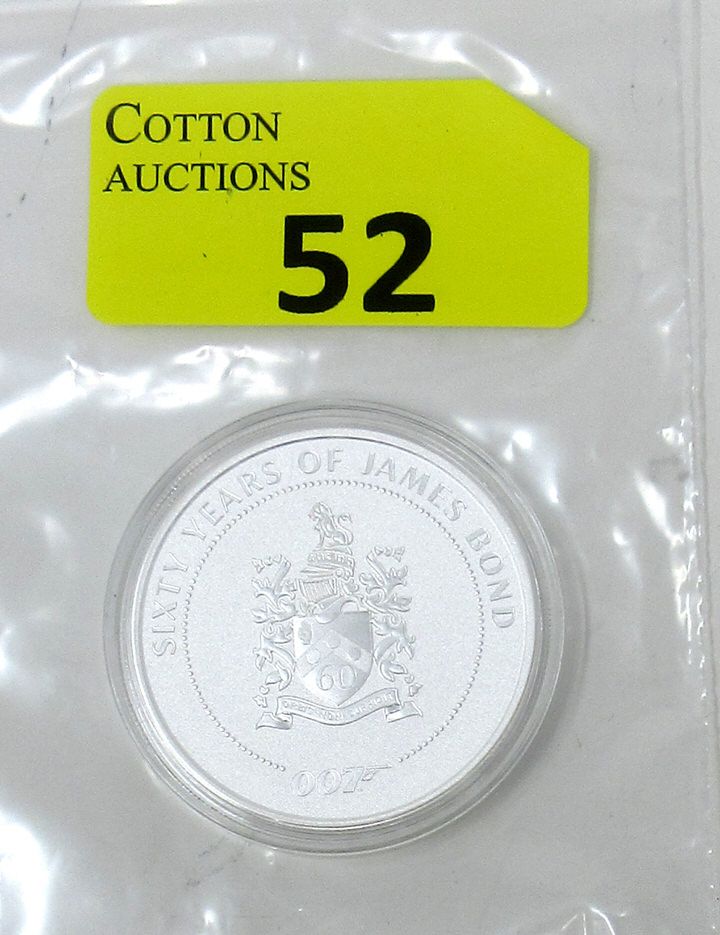 COTTON
AUCTIONS
52
SIXTY YEARS OF JAMES BOND
60
007